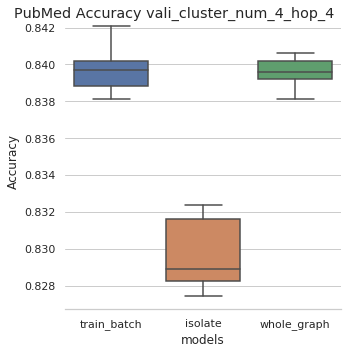 PubMed Accuracy vali_cluster_num_4_hop_4
0.842
0.840
0.838
0.836
0.834
0.832
0.830
0.828
Accuracy
train_batch
isolate
whole_graph
models